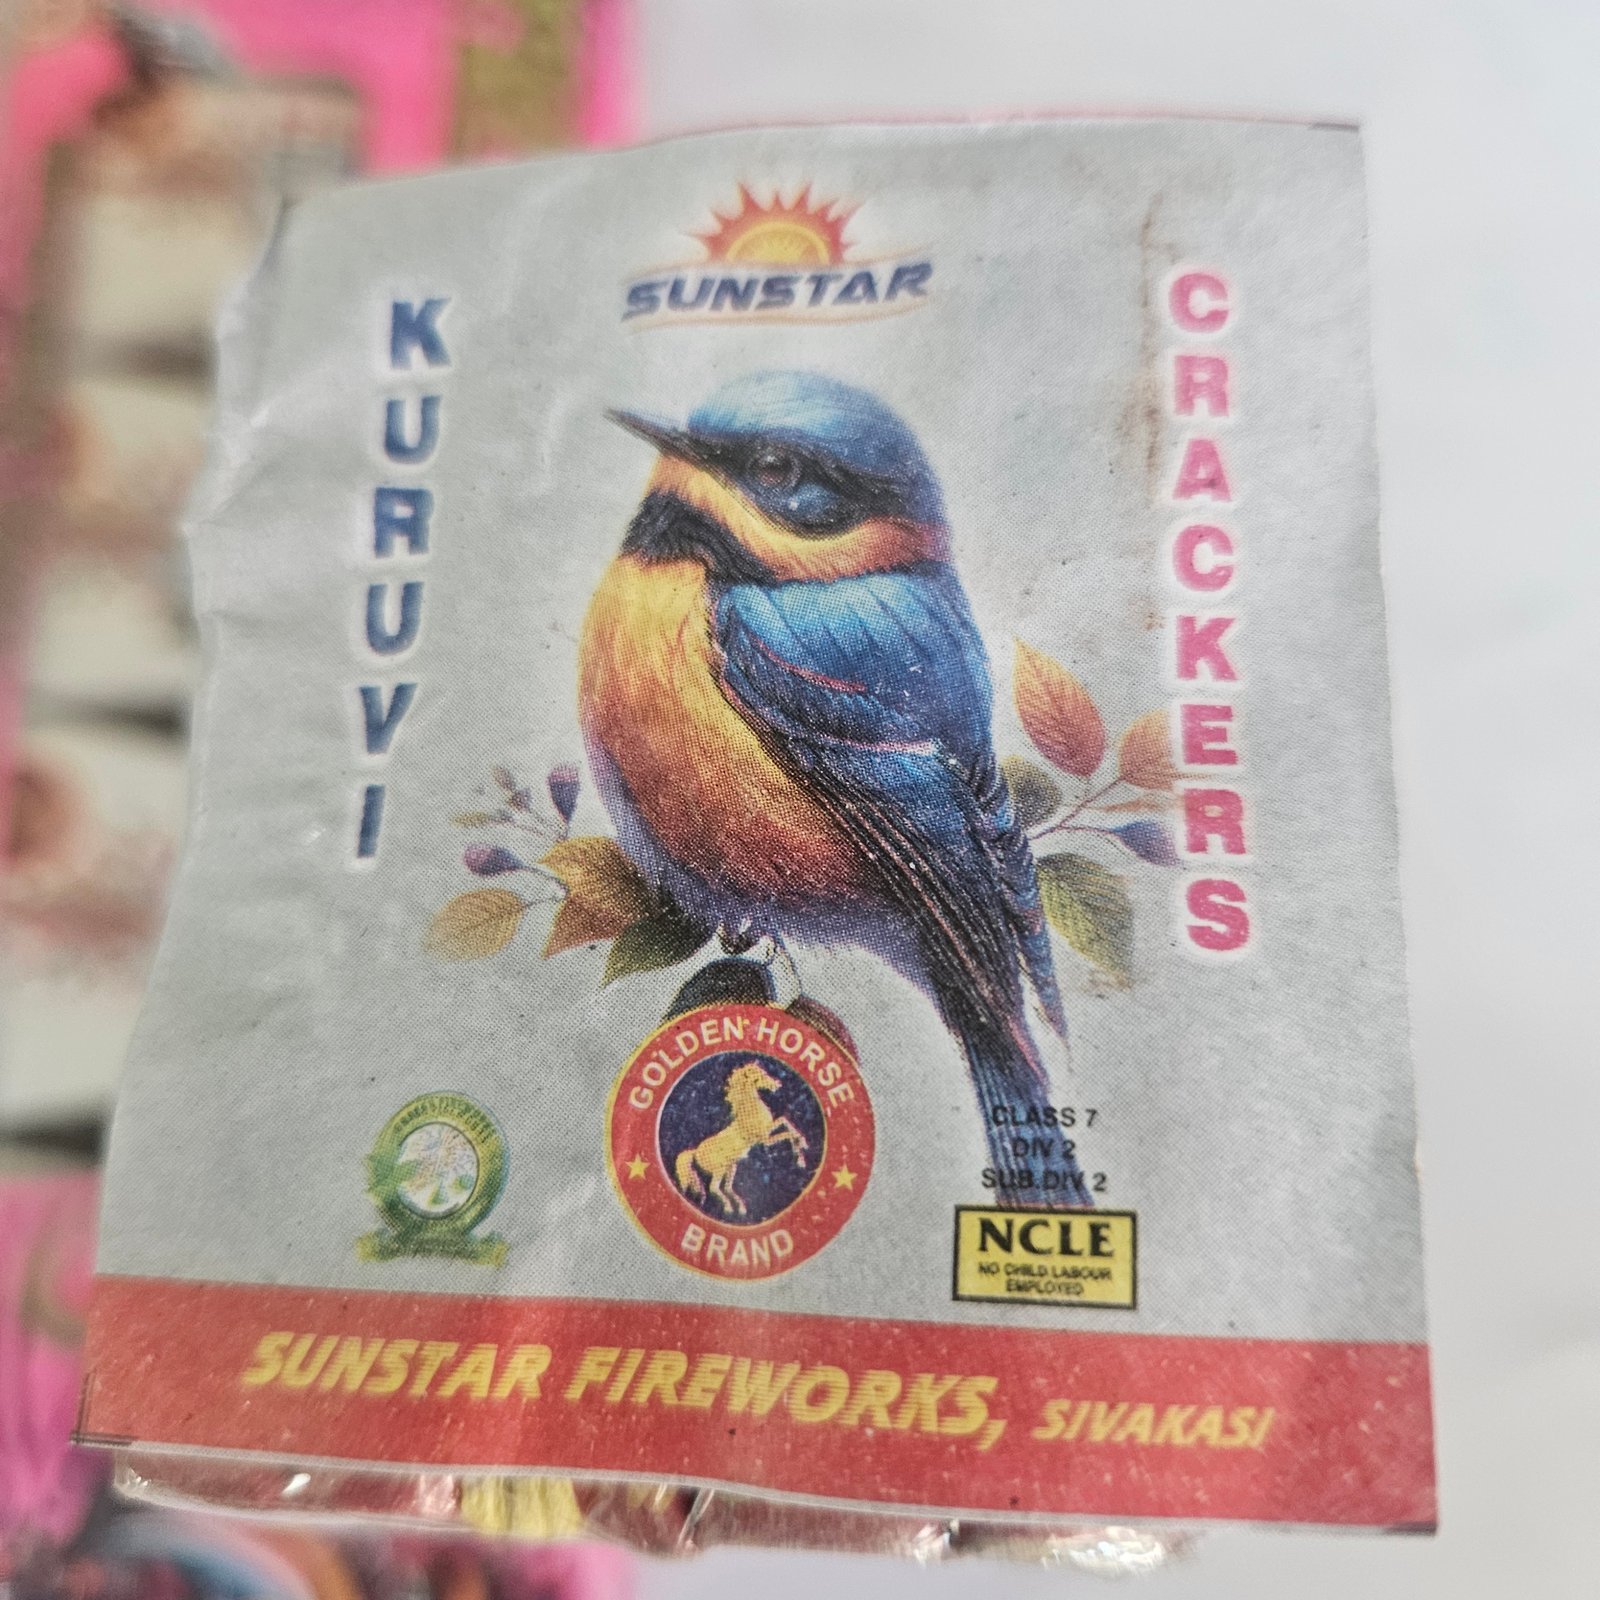 SUNSTAR
KURUVI
CRACKERS
GOLDEN HORSE
BRAND
CLASS 7
DIV 2
SUB.DIV 2
NCLE
NO CHILD LABOUR
EMPLOYED
SUNSTAR FIREWORKS, SIVAKASI